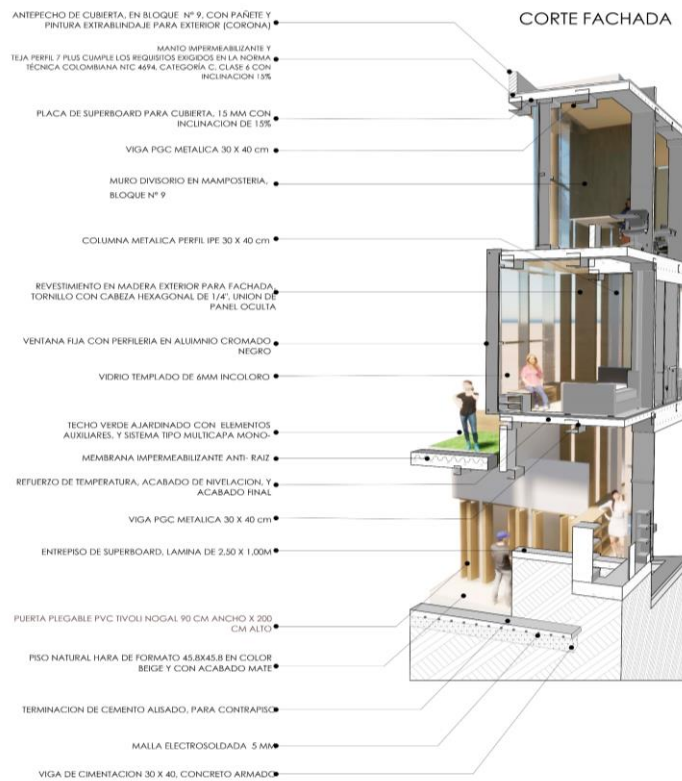 CORTE FACHADA
ANTEPECHO DE CUBIERTA, EN BLOQUE N° 9, CON PAÑETE Y
PINTURA EXTRABLINDAJE PARA EXTERIOR (CORONA)
MANTO IMPERMEABILIZANTE Y
TEJA PERFIL 7 PLUS CUMPLE LOS REQUISITOS EXIGIDOS EN LA NORMA
TÉCNICA COLOMBIANA NTC 4694, CATEGORÍA C, CLASE 6 CON
INCLINACION 15%
PLACA DE SUPERBOARD PARA CUBIERTA, 15 MM CON
INCLINACION DE 15%
VIGA PGC METALICA 30 X 40 cm
MURO DIVISORIO EN MAMPOSTERIA,
BLOQUE N° 9
COLUMNA METALICA PERFIL IPE 30 X 40 cm
REVESTIMIENTO EN MADERA EXTERIOR PARA FACHADA,
TORNILLO CON CABEZA HEXAGONAL DE 1/4", UNION DE
PANEL OCULTA
VENTANA FIJA CON PERFILERIA EN ALUIMNIO CROMADO
NEGRO
VIDRIO TEMPLADO DE 6MM INCOLORO
TECHO VERDE AJARDINADO CON ELEMENTOS
AUXILIARES, Y SISTEMA TIPO MULTICAPA MONO-
MEMBRANA IMPERMEABILIZANTE ANTI- RAIZ
REFUERZO DE TEMPERATURA, ACABADO DE NIVELACION, Y
ACABADO FINAL
VIGA PGC METALICA 30 X 40 cm
ENTREPISO DE SUPERBOARD, LAMINA DE 2,50 X 1,00M
PUERTA PLEGABLE PVC TIVOLI NOGAL 90 CM ANCHO X 200
CM ALTO
PISO NATURAL HARA DE FORMATO 45.8X45.8 EN COLOR
BEIGE Y CON ACABADO MATE
TERMINACION DE CEMENTO ALISADO, PARA CONTRAPISO
MALLA ELECTROSOLDADA 5 MM
VIGA DE CIMENTACION 30 X 40, CONCRETO ARMADO